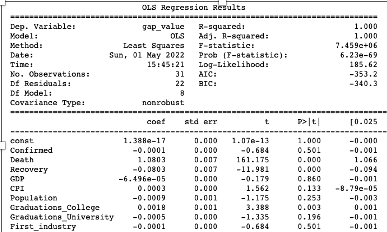 OLS Regression Results
Dep. Variable: gap_value R-squared: 1.000
Model: OLS Adj. R-squared: 1.000
Method: Least Squares F-statistic: 7.459e+06
Date: Sun, 01 May 2022 Prob (F-statistic): 6.23e-69
Time: 15:45:21 Log-Likelihood: 185.62
No. Observations: 31 AIC: -353.2
Df Residuals: 22 BIC: -340.3
Df Model: 8
Covariance Type: nonrobust
coef std err t P>|t| [0.025
const 1.388e-17 0.000 1.07e-13 1.000 -0.000
Confirmed -0.0001 0.000 -0.684 0.501 -0.001
Death 1.0803 0.007 161.175 0.000 1.066
Recovery -0.0803 0.007 -11.981 0.000 -0.094
GDP -6.496e-05 0.000 -0.179 0.860 -0.001
CPI 0.0003 0.000 1.562 0.133 -8.79e-05
Population -0.0009 0.001 -1.175 0.253 -0.003
Graduations_College 0.0018 0.001 3.388 0.003 0.001
Graduations_University -0.0005 0.000 -1.335 0.196 -0.001
First_industry -0.0001 0.000 -0.684 0.501 -0.001